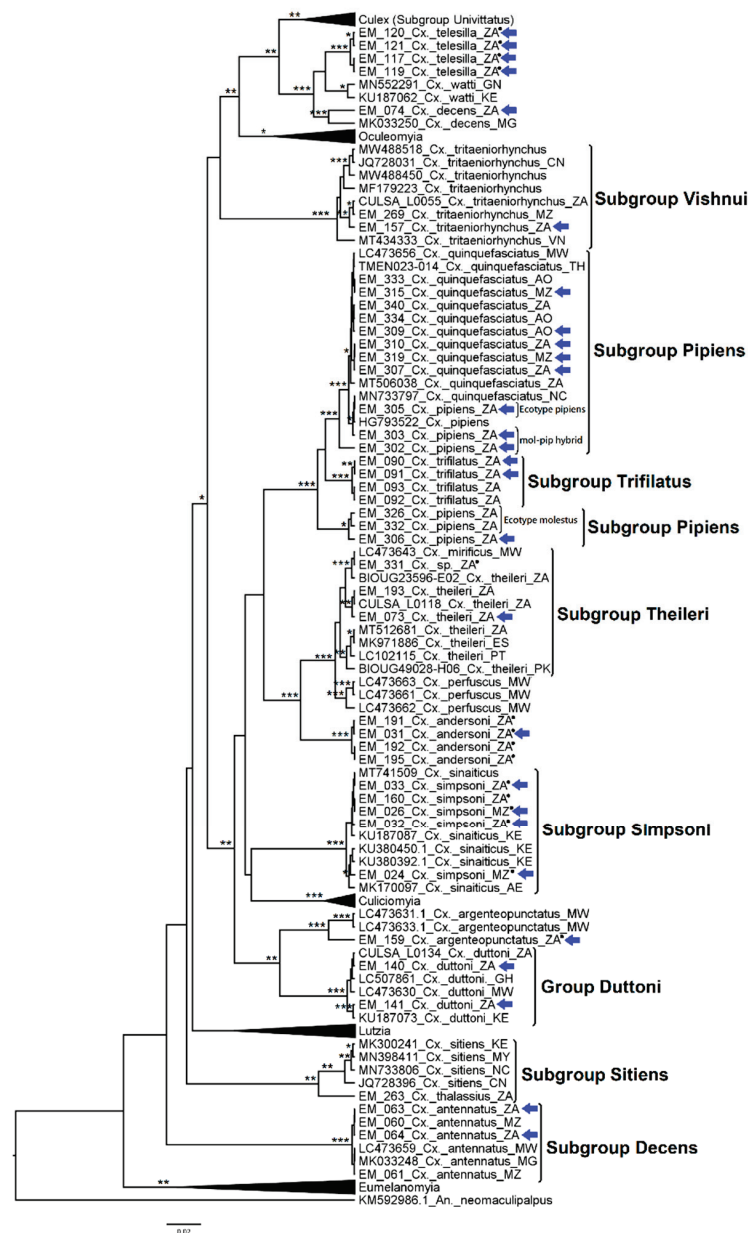 Culex (Subgroup Univittatus)
EM_120_Cx._telesilla_ZA•
EM_121_Cx._telesilla_ZA•
EM_117_Cx._telesilla_ZA•
EM_119_Cx._telesilla_ZA•
MN552291_Cx._watti_GN
KU187062_Cx._watti_KE
EM_074_Cx._decens_ZA
MK033250_Cx._decens_MG
Oculeomyia
MW488518_Cx._tritaeniorhynchus
JQ728031_Cx._tritaeniorhynchus_CN
MW488450_Cx._tritaeniorhynchus
MF179223_Cx._tritaeniorhynchus
CULSA_L0055_Cx._tritaeniorhynchus_ZA
EM_269_Cx._tritaeniorhynchus_MZ
EM_157_Cx._tritaeniorhynchus_ZA
MT434333_Cx._tritaeniorhynchus_VN
Subgroup Vishnui
LC473656_Cx._quinquefasciatus_MW
TMEN023-014_Cx._quinquefasciatus_TH
EM_333_Cx._quinquefasciatus_AO
EM_315_Cx._quinquefasciatus_MZ
EM_340_Cx._quinquefasciatus_ZA
EM_334_Cx._quinquefasciatus_AO
EM_309_Cx._quinquefasciatus_AO
EM_310_Cx._quinquefasciatus_ZA
EM_319_Cx._quinquefasciatus_MZ
EM_307_Cx._quinquefasciatus_ZA
MT506038_Cx._quinquefasciatus_ZA
MN733797_Cx._quinquefasciatus_NC
EM_305_Cx._pipiens_ZA
Ecotype pipiens
HG793522_Cx._pipiens
EM_303_Cx._pipiens_ZA
EM_302_Cx._pipiens_ZA
mol-pip hybrid
Subgroup Pipiens
EM_090_Cx._trifilatus_ZA
EM_091_Cx._trifilatus_ZA
EM_093_Cx._trifilatus_ZA
EM_092_Cx._trifilatus_ZA
Subgroup Trifilatus
EM_326_Cx._pipiens_ZA
EM_332_Cx._pipiens_ZA
Ecotype molestus
EM_306_Cx._pipiens_ZA
Subgroup Pipiens
LC473643_Cx._mirificus_MW
EM_331_Cx._sp._ZA•
BIOUG23596-E02_Cx._theileri_ZA
EM_193_Cx._theileri_ZA
CULSA_L0118_Cx._theileri_ZA
EM_073_Cx._theileri_ZA
MT512681_Cx._theileri_ZA
MK971886_Cx._theileri_ES
LC102115_Cx._theileri_PT
BIOUG49028-H06_Cx._theileri_PK
Subgroup Theileri
LC473663_Cx._perfuscus_MW
LC473661_Cx._perfuscus_MW
LC473662_Cx._perfuscus_MW
EM_191_Cx._andersoni_ZA•
EM_031_Cx._andersoni_ZA•
EM_192_Cx._andersoni_ZA•
EM_195_Cx._andersoni_ZA•
MT741509_Cx._sinaiticus
EM_033_Cx._simpsoni_ZA•
EM_160_Cx._simpsoni_ZA•
EM_026_Cx._simpsoni_MZ•
EM_032_Cx._simpsoni_ZA•
KU187087_Cx._sinaiticus_KE
KU380450.1_Cx._sinaiticus_KE
KU380392.1_Cx._sinaiticus_KE
EM_024_Cx._simpsoni_MZ•
MK170097_Cx._sinaiticus_AE
Subgroup Simpsoni
Culiciomyia
LC473631.1_Cx._argenteopunctatus_MW
LC473633.1_Cx._argenteopunctatus_MW
EM_159_Cx._argenteopunctatus_ZA•
CULSA_L0134_Cx._duttoni_ZA
EM_140_Cx._duttoni_ZA
LC507861_Cx._duttoni._GH
LC473630_Cx._duttoni_MW
EM_141_Cx._duttoni_ZA
KU187073_Cx._duttoni_KE
Group Duttoni
Lutzia
MK300241_Cx._sitiens_KE
MN398411_Cx._sitiens_MY
MN733806_Cx._sitiens_NC
JQ728396_Cx._sitiens_CN
EM_263_Cx._thalassius_ZA
Subgroup Sitiens
EM_063_Cx._antennatus_ZA
EM_060_Cx._antennatus_MZ
EM_064_Cx._antennatus_ZA
LC473659_Cx._antennatus_MW
MK033248_Cx._antennatus_MG
EM_061_Cx._antennatus_MZ
Subgroup Decens
Eumelanomyia
KM592986.1_An._neomaculipalpus
0.02